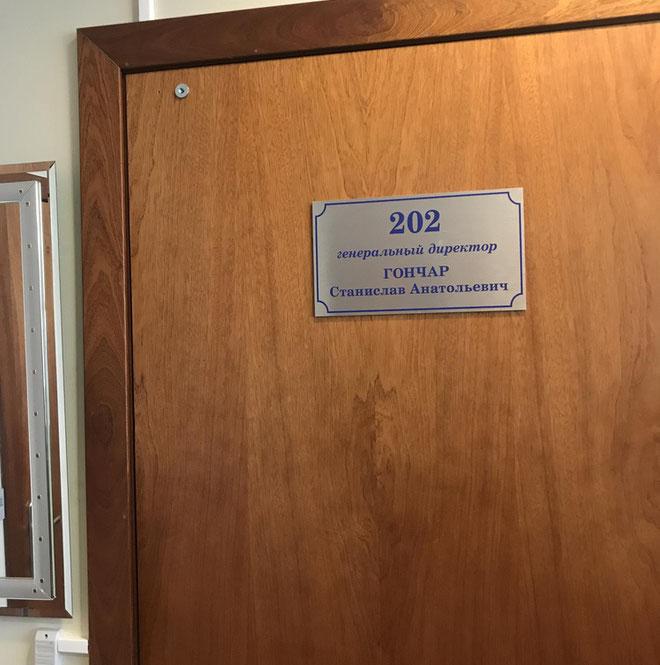 202
генеральный директор
ГОНЧАР
Станислав Анатольевич